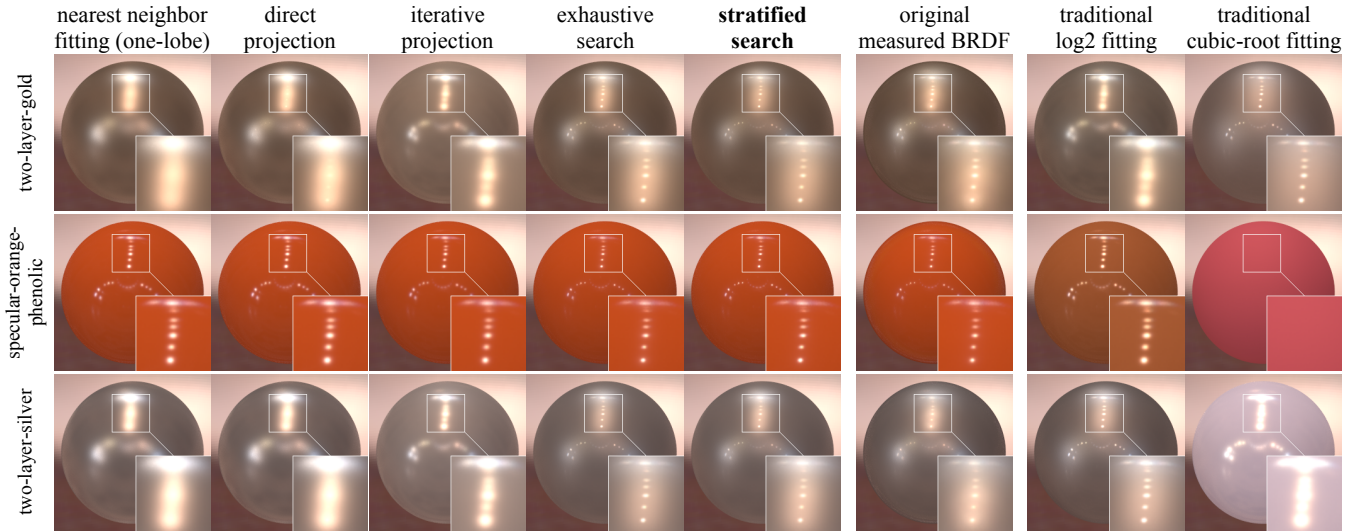 nearest neighbor
fitting (one-lobe)
direct
projection
iterative
projection
exhaustive
search
stratified
search
original
measured BRDF
traditional
log2 fitting
traditional
cubic-root fitting
two-layer-gold
specular-orange-
phenolic
two-layer-silver